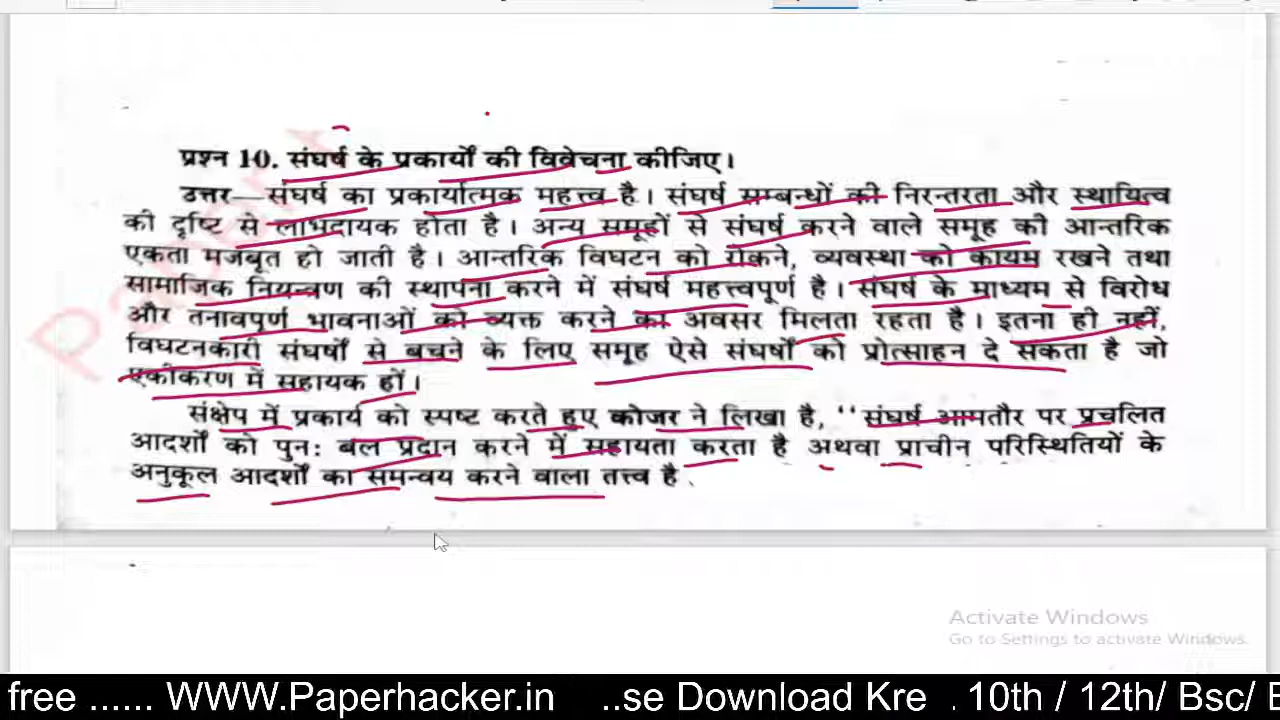 प्रश्न 10. संघर्ष के प्रकार्यों की विवेचना कीजिए।
उत्तर—संघर्ष का प्रकार्यात्मक महत्त्व है। संघर्ष सम्बन्धों की निरन्तरता और स्थायित्व
की दृष्टि से लाभदायक होता है। अन्य समूहों से संघर्ष करने वाले समूह की आन्तरिक
एकता मजबूत हो जाती है। आन्तरिक विघटन को रोकने, व्यवस्था को कायम रखने तथा
सामाजिक नियन्त्रण की स्थापना करने में संघर्ष महत्त्वपूर्ण है। संघर्ष के माध्यम से विरोध
और तनावपूर्ण भावनाओं को व्यक्त करने का अवसर मिलता रहता है। इतना ही नहीं,
विघटनकारी संघर्षों से बचने के लिए समूह ऐसे संघर्षों को प्रोत्साहन दे सकता है जो
एकीकरण में सहायक हों।
संक्षेप में प्रकार्य को स्पष्ट करते हुए कोजर ने लिखा है, ‘‘संघर्ष आमतौर पर प्रचलित
आदर्शों को पुनः बल प्रदान करने में सहायता करता है अथवा प्राचीन परिस्थितियों के
अनुकूल आदर्शों का समन्वय करने वाला तत्त्व है.
Activate Windows
Go to Settings to activate Windows.
free ...... WWW.Paperhacker.in ..se Download Kre . 10th / 12th/ Bsc/